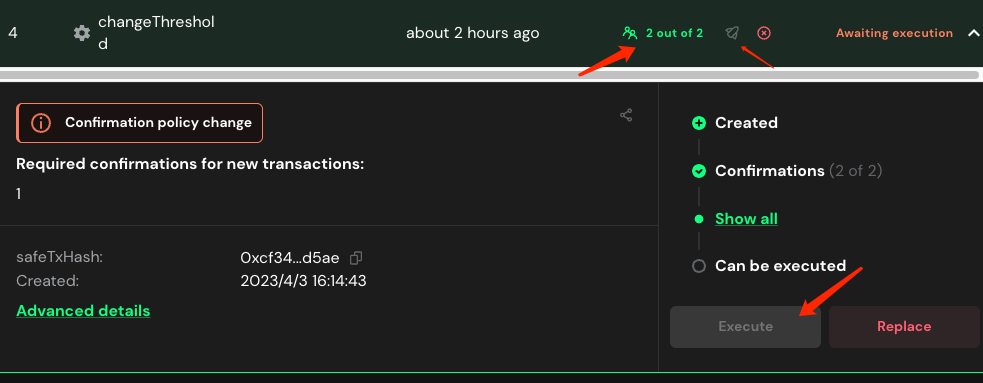 4
changeThreshol
d
about 2 hours ago
2 out of 2
Awaiting execution
Confirmation policy change
Required confirmations for new transactions:
1
safeTxHash:
0xcf34...d5ae
Created:
2023/4/3 16:14:43
Advanced details
Created
Confirmations (2 of 2)
Show all
Can be executed
Execute
Replace